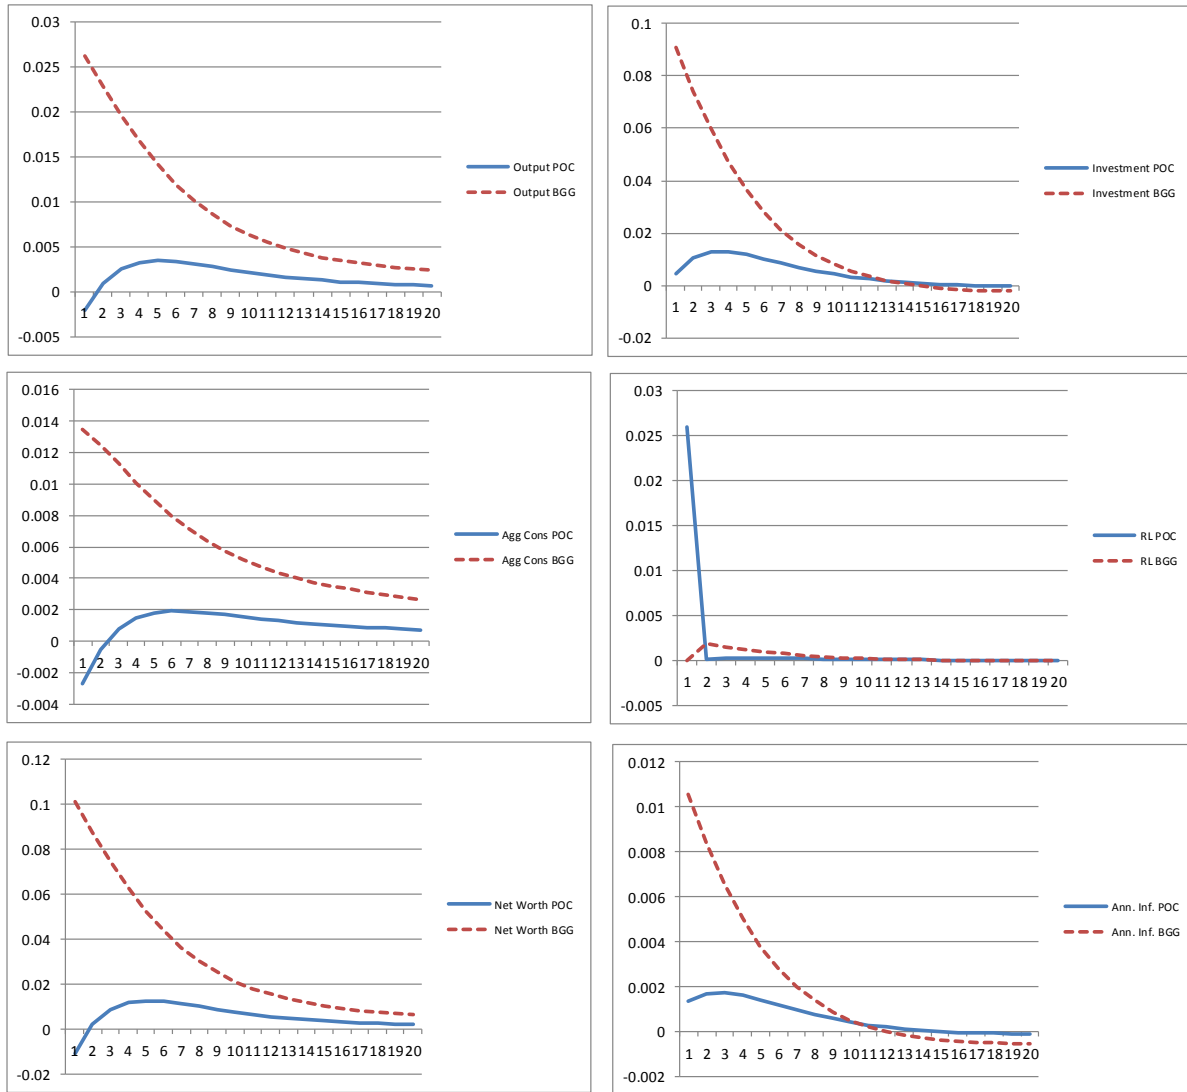 0.03
0.025
0.02
0.015
0.01
0.005
0
-0.005
1 2 3 4 5 6 7 8 9 10 11 12 13 14 15 16 17 18 19 20
Output POC
Output BGG
0.1
0.08
0.06
0.04
0.02
0
-0.02
1 2 3 4 5 6 7 8 9 10 11 12 13 14 15 16 17 18 19 20
Investment POC
Investment BGG
0.016
0.014
0.012
0.01
0.008
0.006
0.004
0.002
0
-0.002
-0.004
1 2 3 4 5 6 7 8 9 10 11 12 13 14 15 16 17 18 19 20
Agg Cons POC
Agg Cons BGG
0.03
0.025
0.02
0.015
0.01
0.005
0
-0.005
1 2 3 4 5 6 7 8 9 10 11 12 13 14 15 16 17 18 19 20
RL POC
RL BGG
0.12
0.1
0.08
0.06
0.04
0.02
0
-0.02
1 2 3 4 5 6 7 8 9 10 11 12 13 14 15 16 17 18 19 20
Net Worth POC
Net Worth BGG
0.012
0.01
0.008
0.006
0.004
0.002
0
-0.002
1 2 3 4 5 6 7 8 9 10 11 12 13 14 15 16 17 18 19 20
Ann. Inf. POC
Ann. Inf. BGG